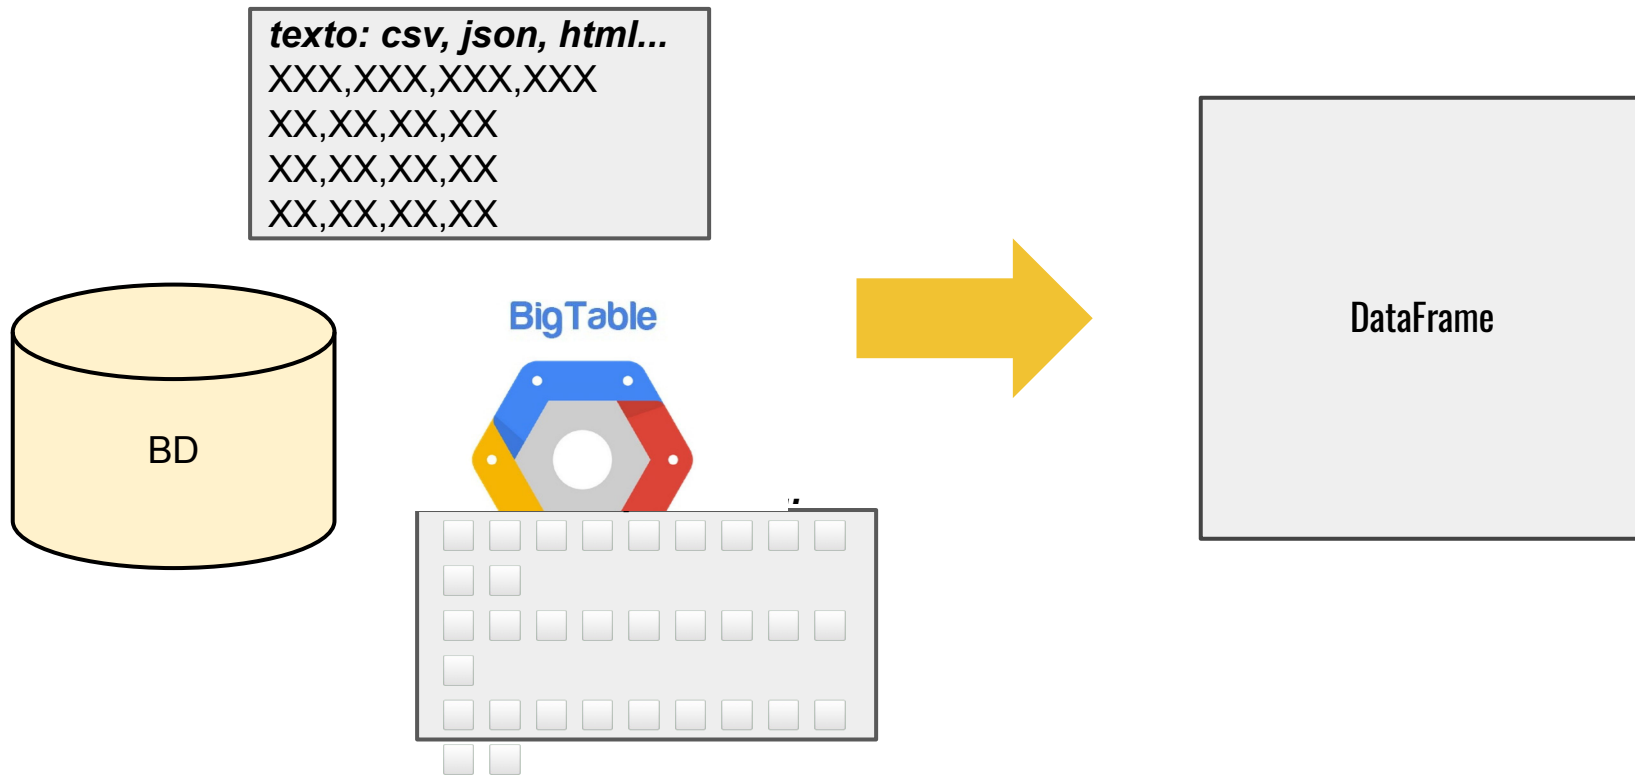 texto: csv, json, html...
XXX,XXX,XXX,XXX
XX,XX,XX,XX
XX,XX,XX,XX
XX,XX,XX,XX
BigTable
BD
DataFrame